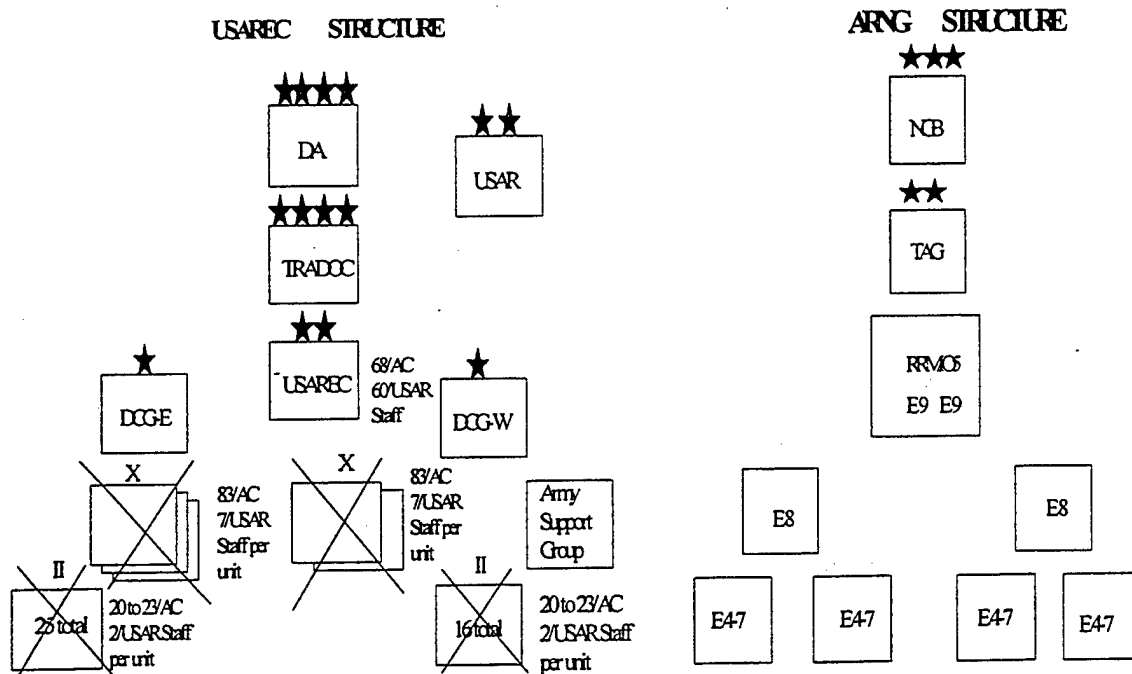 USAREC STRUCTURE
ARNG STRUCTURE
DA
USAR
NGB
TRADOC
TAG
USAREC
68/AC
60/USAR
Staff
DCG-E
DCG-W
RRM/05
E9 E9
X
83/AC
7/USAR
Staff per
unit
X
83/AC
7/USAR
Staff per
unit
Army
Support
Group
E8
E8
II
25 total
20 to 23/AC
2/USAR Staff
per unit
II
16 total
20 to 23/AC
2/USAR Staff
per unit
E4-7
E4-7
E4-7
E4-7